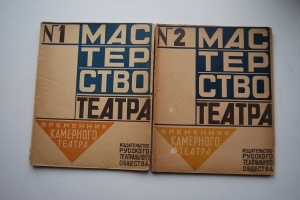 №1
МАС
ТЕР
СТВО
ТЕАТРА
ВРЕМЕННИК
КАМЕРНОГО
ТЕАТРА
ИЗДАТЕЛЬСТВО
РУССКОГО
ТЕАТРАЛЬНОГО
ОБЩЕСТВА
№2
МАС
ТЕР
СТВО
ТЕАТРА
ВРЕМЕННИК
КАМЕРНОГО
ТЕАТРА
ИЗДАТЕЛЬСТВО
РУССКОГО
ТЕАТРАЛЬНОГО
ОБЩЕСТВА